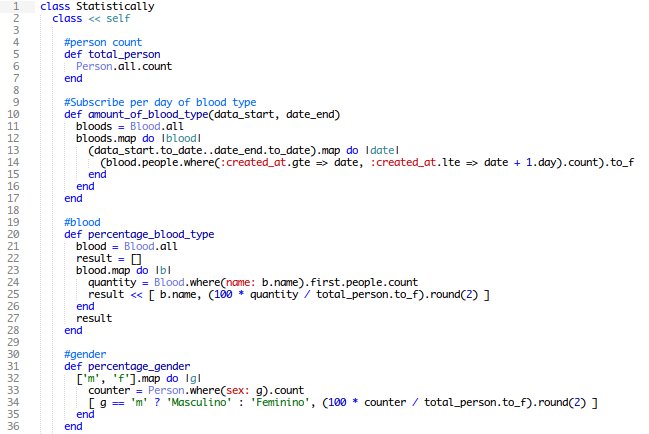 1 class Statistically
2   class << self
3
4     #person count
5     def total_person
6       Person.all.count
7     end
8
9     #Subscribe per day of blood type
10     def amount_of_blood_type(data_start, date_end)
11       bloods = Blood.all
12       bloods.map do |blood|
13         (data_start.to_date..date_end.to_date).map do |date|
14           (blood.people.where(:created_at.gte => date, :created_at.lte => date + 1.day).count).to_f
15         end
16       end
17     end
18
19     #blood
20     def percentage_blood_type
21       blood = Blood.all
22       result = []
23       blood.map do |b|
24         quantity = Blood.where(name: b.name).first.people.count
25         result << [ b.name, (100 * quantity / total_person.to_f).round(2) ]
26       end
27       result
28     end
29
30     #gender
31     def percentage_gender
32       ['m', 'f'].map do |g|
33         counter = Person.where(sex: g).count
34         [ g == 'm' ? 'Masculino' : 'Feminino', (100 * counter / total_person.to_f).round(2) ]
35       end
36     end